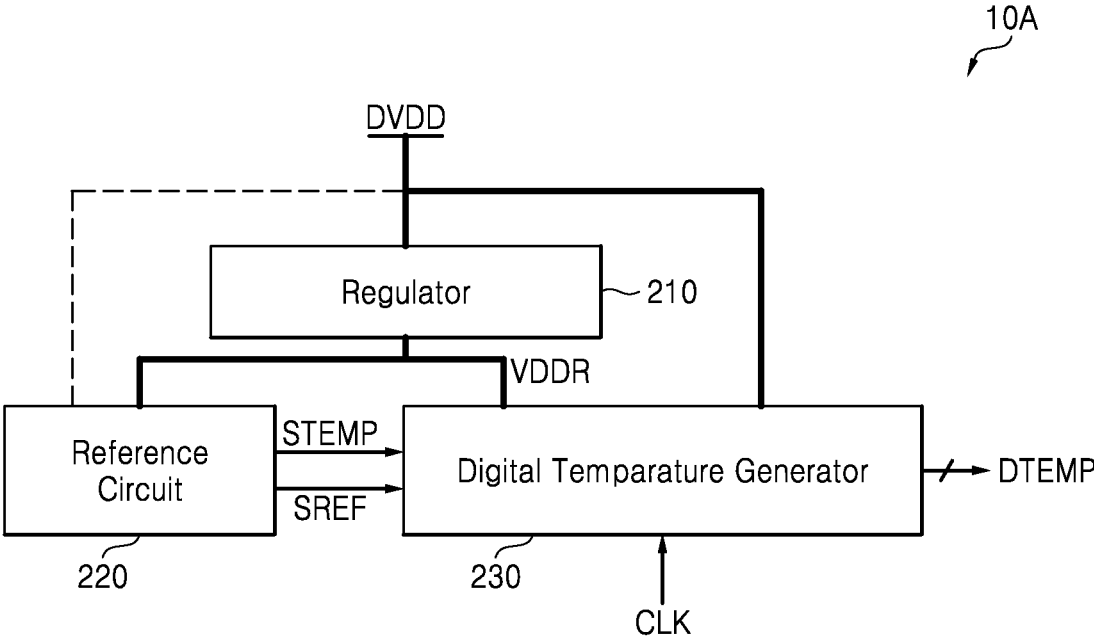 10A
DVDD
Regulator
210
VDDR
Reference
Circuit
STEMP
SREF
Digital Temparature Generator
DTEMP
220
230
CLK